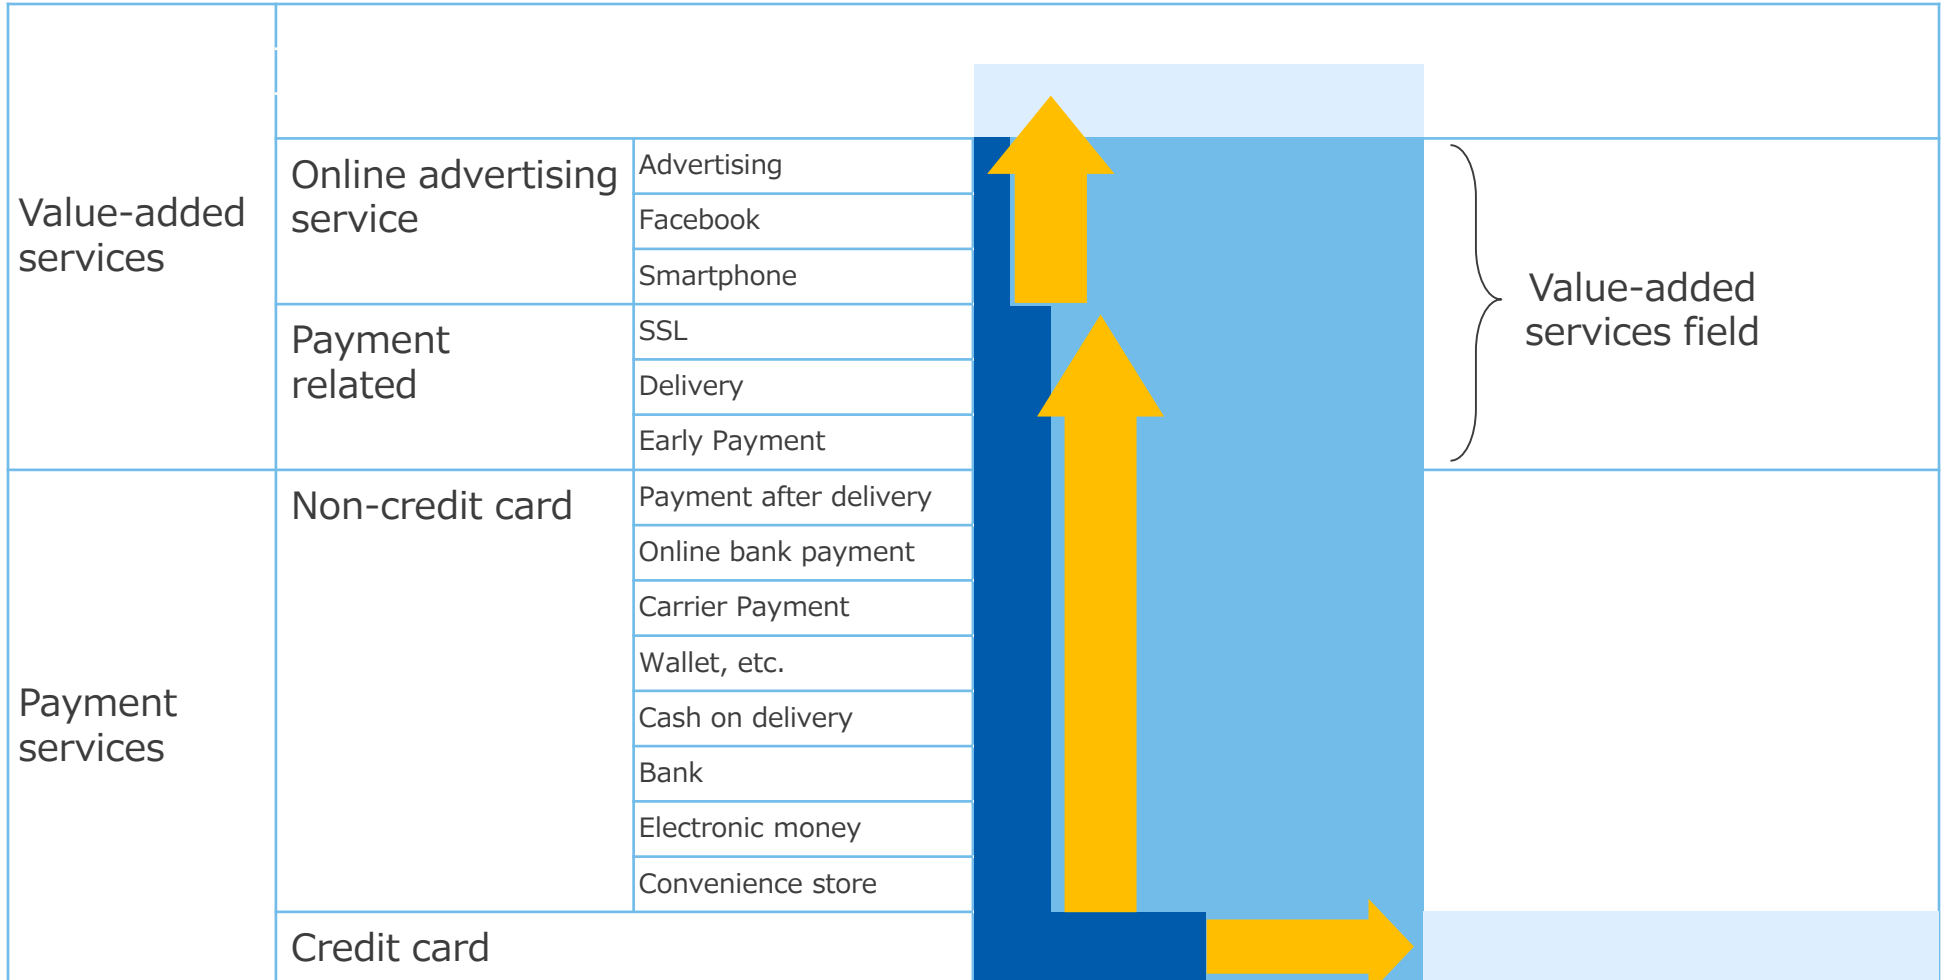 Value-added
services
Online advertising
service
Advertising
Facebook
Smartphone
Payment
related
SSL
Delivery
Early Payment
Value-added
services field
Payment
services
Non-credit card
Payment after delivery
Online bank payment
Carrier Payment
Wallet, etc.
Cash on delivery
Bank
Electronic money
Convenience store
Credit card